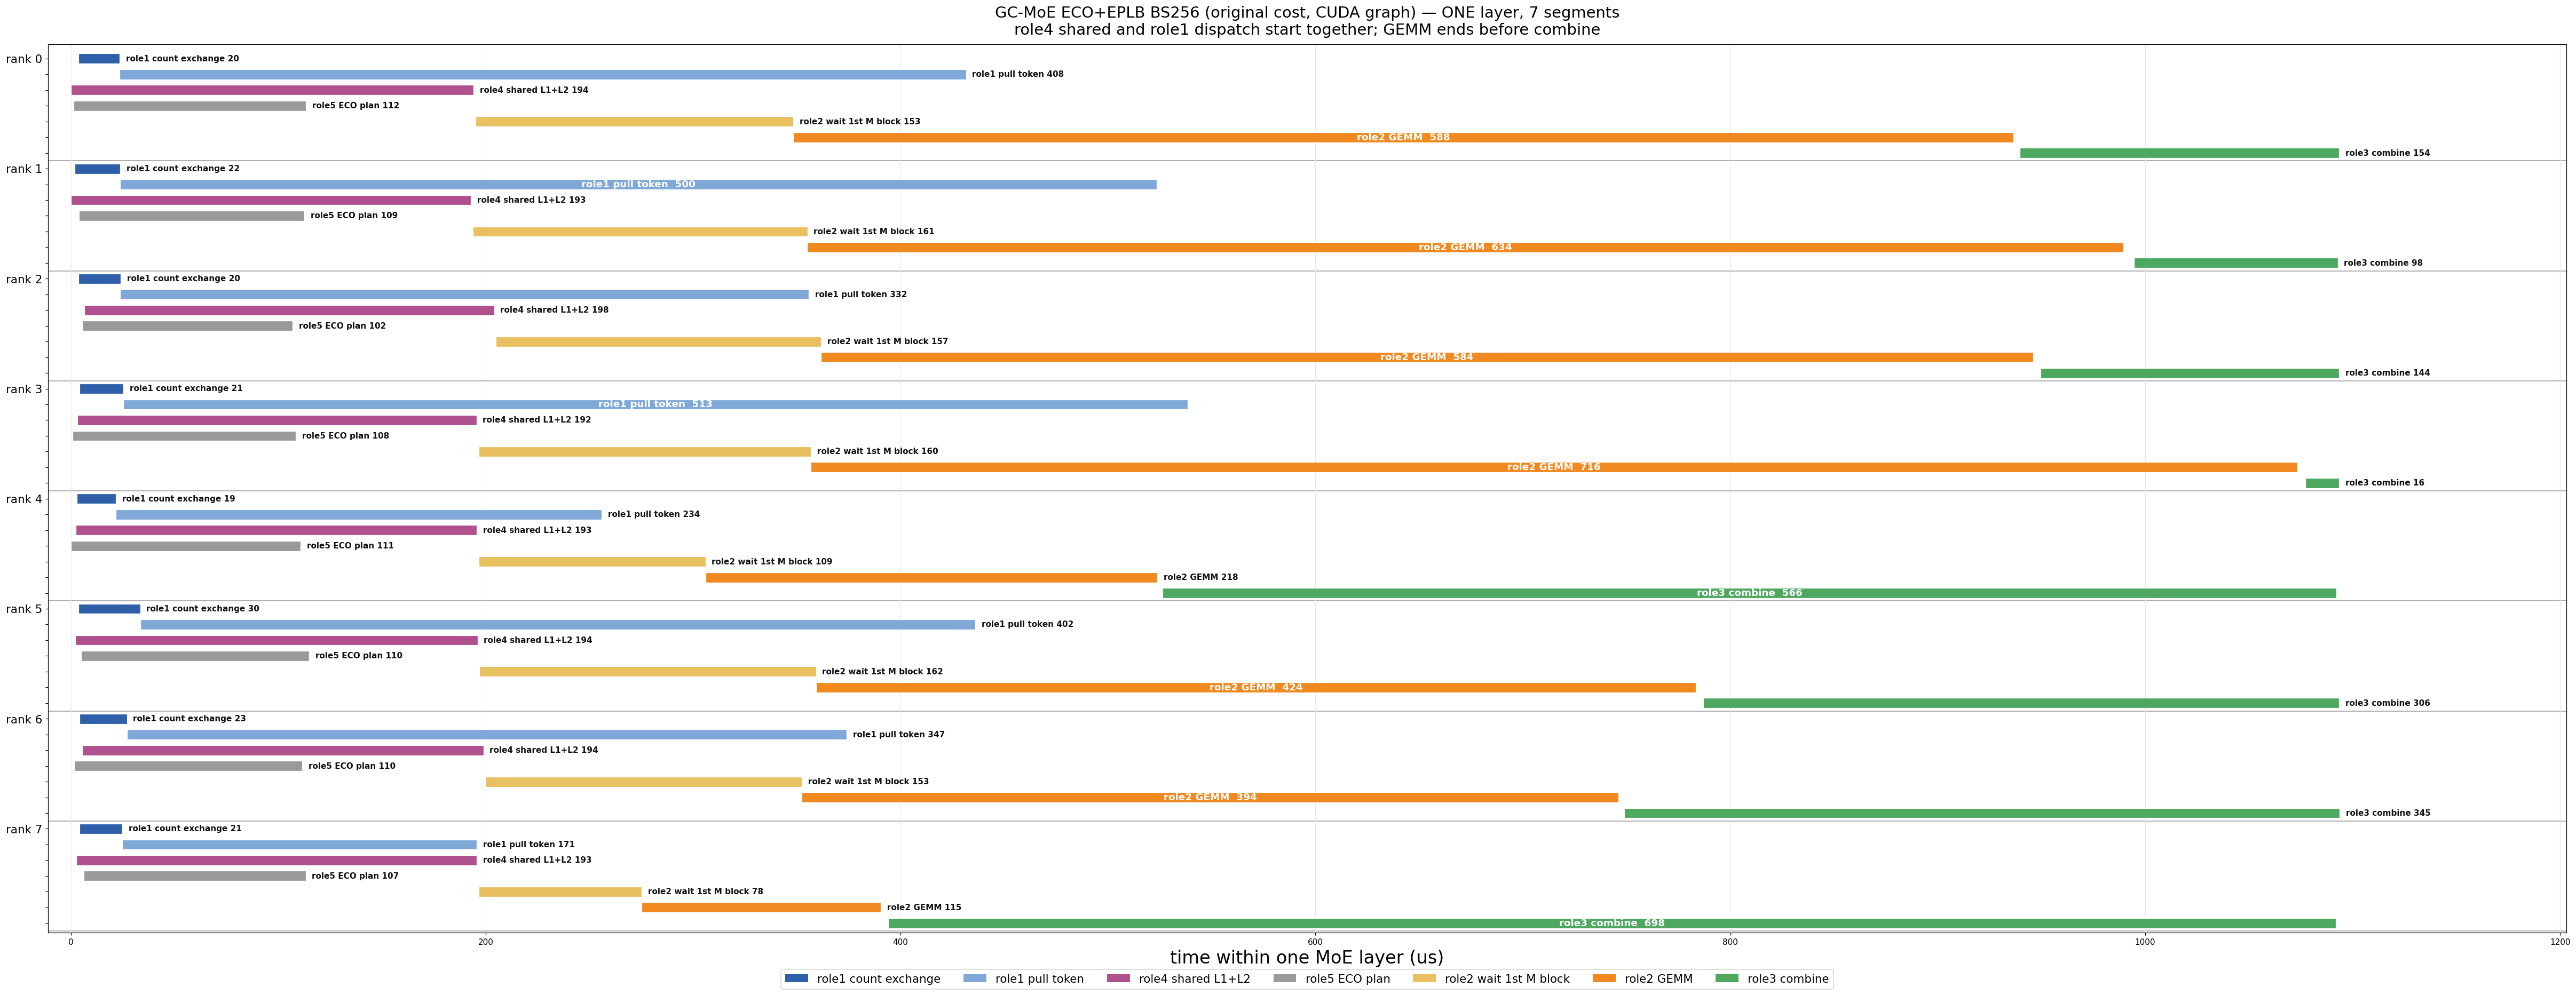 GC-MoE ECO+EPLB BS256 (original cost, CUDA graph) — ONE layer, 7 segments
role4 shared and role1 dispatch start together; GEMM ends before combine
rank 0
role1 count exchange 20
role1 pull token 408
role4 shared L1+L2 194
role5 ECO plan 112
role2 wait 1st M block 153
role2 GEMM 588
role3 combine 154
rank 1
role1 count exchange 22
role1 pull token 500
role4 shared L1+L2 193
role5 ECO plan 109
role2 wait 1st M block 161
role2 GEMM 634
role3 combine 98
rank 2
role1 count exchange 20
role1 pull token 332
role4 shared L1+L2 198
role5 ECO plan 102
role2 wait 1st M block 157
role2 GEMM 584
role3 combine 144
rank 3
role1 count exchange 21
role1 pull token 513
role4 shared L1+L2 192
role5 ECO plan 108
role2 wait 1st M block 160
role2 GEMM 716
role3 combine 16
rank 4
role1 count exchange 19
role1 pull token 234
role4 shared L1+L2 193
role5 ECO plan 111
role2 wait 1st M block 109
role2 GEMM 218
role3 combine 566
rank 5
role1 count exchange 30
role1 pull token 402
role4 shared L1+L2 194
role5 ECO plan 110
role2 wait 1st M block 162
role2 GEMM 424
role3 combine 306
rank 6
role1 count exchange 23
role1 pull token 347
role4 shared L1+L2 194
role5 ECO plan 110
role2 wait 1st M block 153
role2 GEMM 394
role3 combine 345
rank 7
role1 count exchange 21
role1 pull token 171
role4 shared L1+L2 193
role5 ECO plan 107
role2 wait 1st M block 78
role2 GEMM 115
role3 combine 698
0 200 400 600 800 1000 1200
time within one MoE layer (us)
role1 count exchange role1 pull token role4 shared L1+L2 role5 ECO plan role2 wait 1st M block role2 GEMM role3 combine